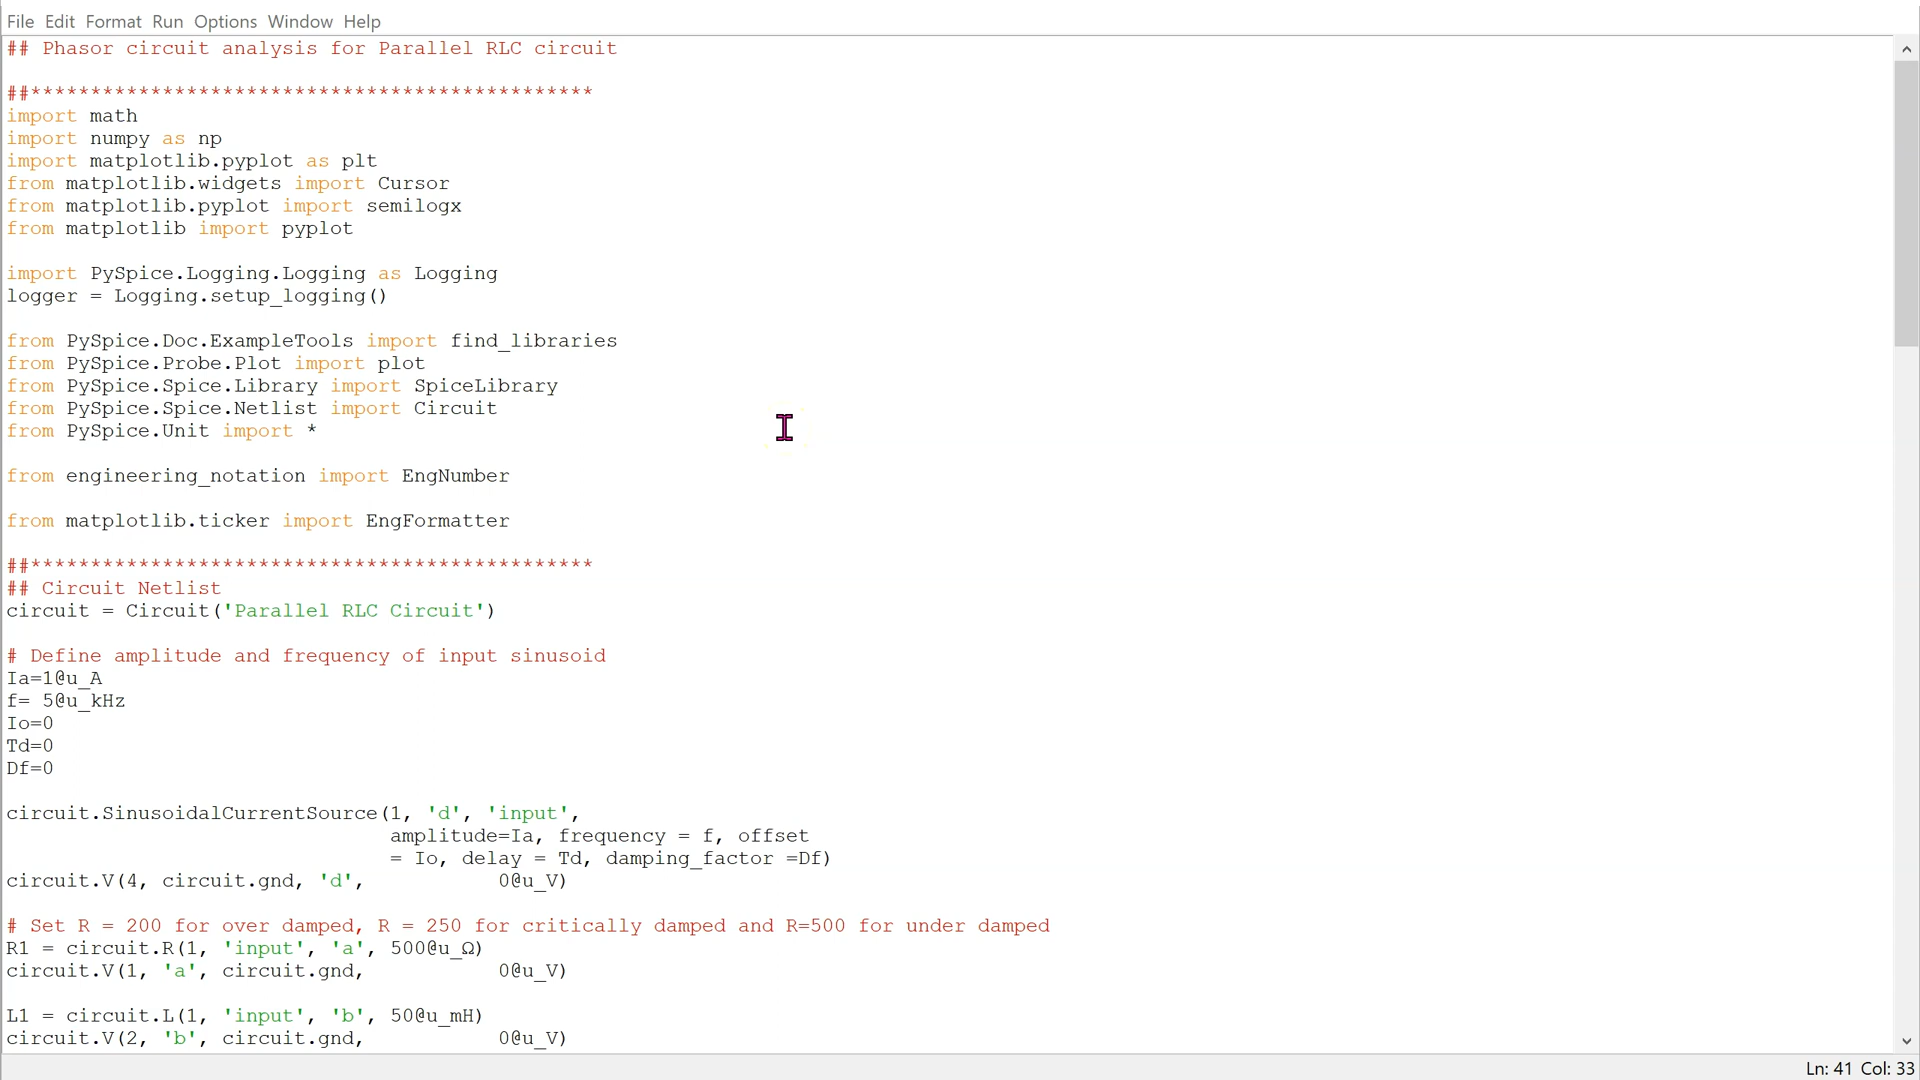 File Edit Format Run Options Window Help
## Phasor circuit analysis for Parallel RLC circuit
##***********************************************
import math
import numpy as np
import matplotlib.pyplot as plt
from matplotlib.widgets import Cursor
from matplotlib.pyplot import semilogx
from matplotlib import pyplot
import PySpice.Logging.Logging as Logging
logger = Logging.setup_logging()
from PySpice.Doc.ExampleTools import find_libraries
from PySpice.Probe.Plot import plot
from PySpice.Spice.Library import SpiceLibrary
from PySpice.Spice.Netlist import Circuit
from PySpice.Unit import *
from engineering_notation import EngNumber
from matplotlib.ticker import EngFormatter
##***********************************************
## Circuit Netlist
circuit = Circuit('Parallel RLC Circuit')
# Define amplitude and frequency of input sinusoid
Ia=1@u_A
f= 5@u_kHz
Io=0
Td=0
Df=0
circuit.SinusoidalCurrentSource(1, 'd', 'input',
amplitude=Ia, frequency = f, offset
= Io, delay = Td, damping_factor =Df)
circuit.V(4, circuit.gnd, 'd', 0@u_V)
# Set R = 200 for over damped, R = 250 for critically damped and R=500 for under damped
R1 = circuit.R(1, 'input', 'a', 500@u_Ω)
circuit.V(1, 'a', circuit.gnd, 0@u_V)
L1 = circuit.L(1, 'input', 'b', 50@u_mH)
circuit.V(2, 'b', circuit.gnd, 0@u_V)
Ln: 41 Col: 33